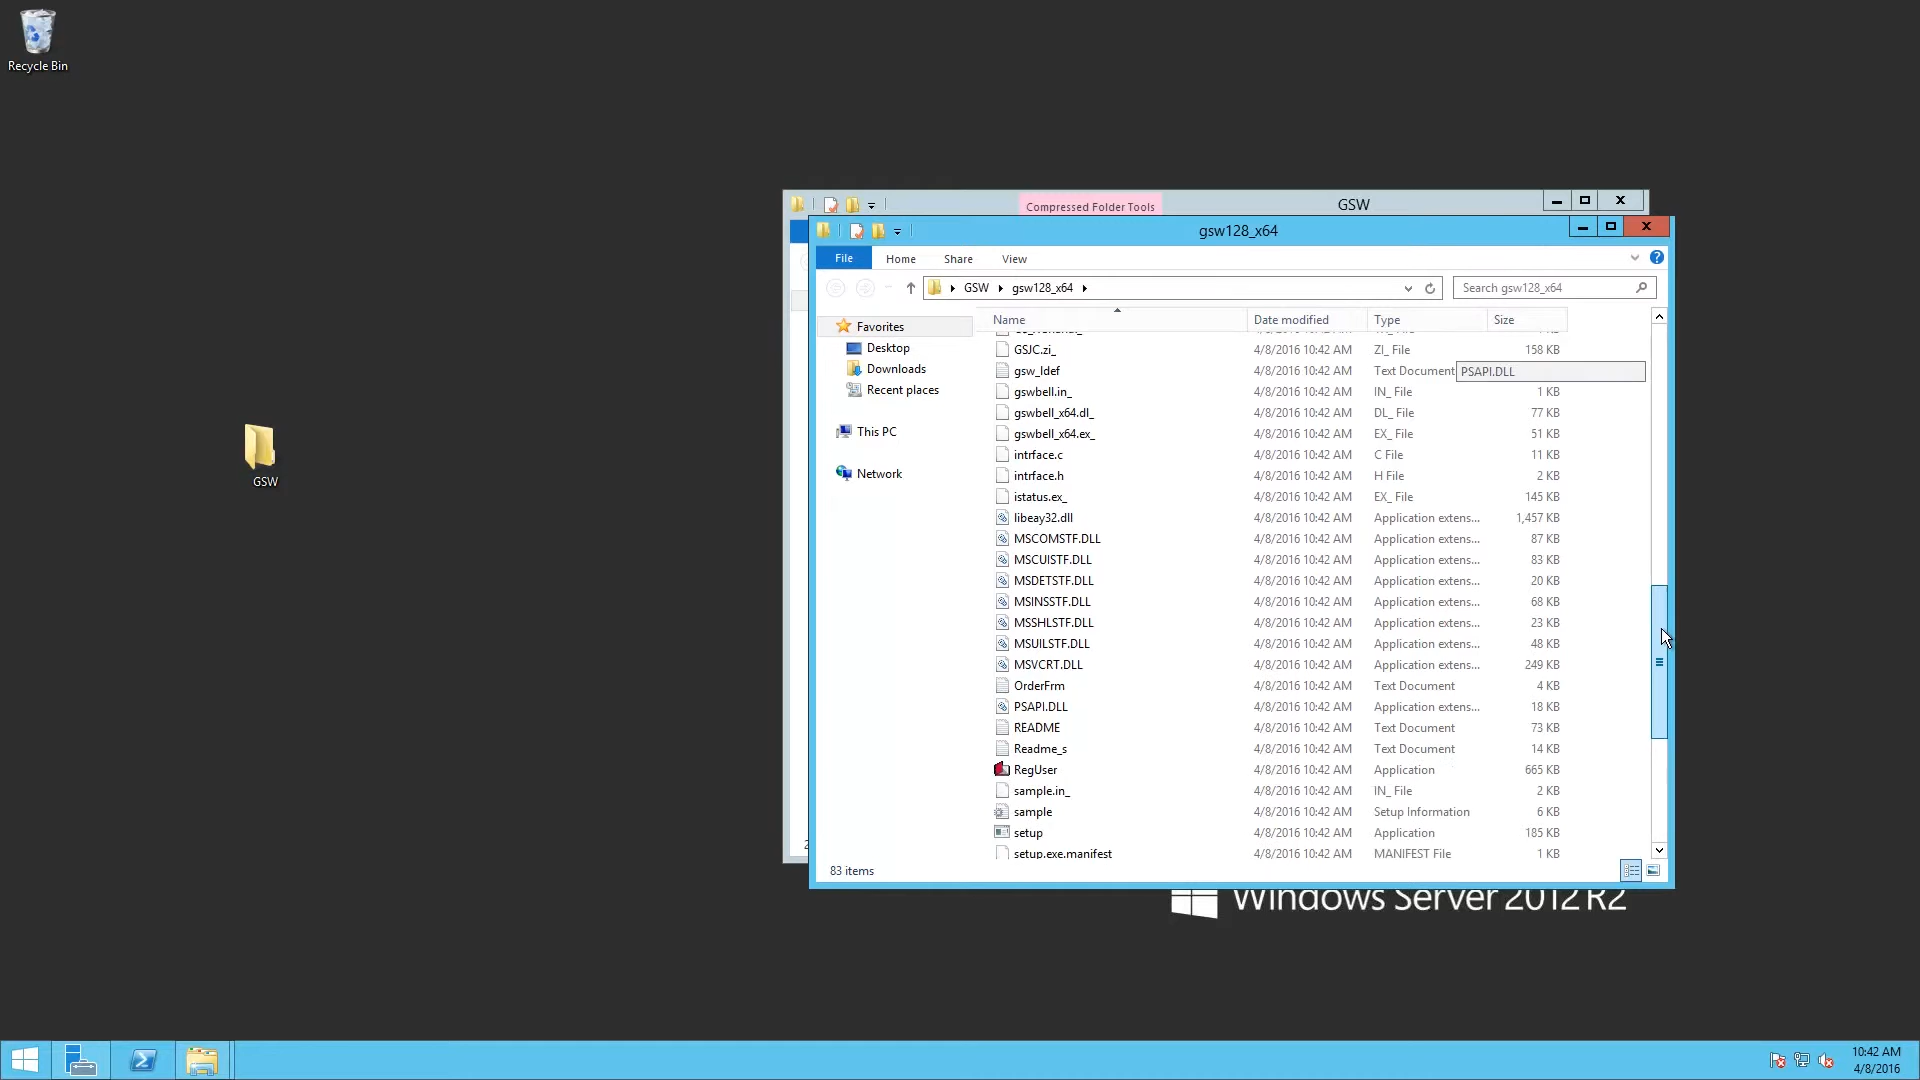 Recycle Bin
Compressed Folder Tools
GSW
gsw128_x64
File
Home
Share
View
GSW
gsw128_x64
Search gsw128_x64
Favorites
Desktop
Downloads
Recent places
This PC
Network
Name
Date modified
Type
Size
GSJC.zi_ 4/8/2016 10:42 AM ZI_ File 158 KB
gsw_ldef 4/8/2016 10:42 AM Text Document
PSAPI.DLL
gswbell.in_ 4/8/2016 10:42 AM IN_ File 1 KB
gswbell_x64.dl_ 4/8/2016 10:42 AM DL_ File 77 KB
gswbell_x64.ex_ 4/8/2016 10:42 AM EX_ File 51 KB
intrface.c 4/8/2016 10:42 AM C File 11 KB
intrface.h 4/8/2016 10:42 AM H File 2 KB
istatus.ex_ 4/8/2016 10:42 AM EX_ File 145 KB
libeay32.dll 4/8/2016 10:42 AM Application extens... 1,457 KB
MSCOMSTF.DLL 4/8/2016 10:42 AM Application extens... 87 KB
MSCUISTF.DLL 4/8/2016 10:42 AM Application extens... 83 KB
MSDETSTF.DLL 4/8/2016 10:42 AM Application extens... 20 KB
MSINSSTF.DLL 4/8/2016 10:42 AM Application extens... 68 KB
MSSHLSTF.DLL 4/8/2016 10:42 AM Application extens... 23 KB
MSUILSTF.DLL 4/8/2016 10:42 AM Application extens... 48 KB
MSVCRT.DLL 4/8/2016 10:42 AM Application extens... 249 KB
OrderFrm 4/8/2016 10:42 AM Text Document 4 KB
PSAPI.DLL 4/8/2016 10:42 AM Application extens... 18 KB
README 4/8/2016 10:42 AM Text Document 73 KB
Readme_s 4/8/2016 10:42 AM Text Document 14 KB
RegUser 4/8/2016 10:42 AM Application 665 KB
sample.in_ 4/8/2016 10:42 AM IN_ File 2 KB
sample 4/8/2016 10:42 AM Setup Information 6 KB
setup 4/8/2016 10:42 AM Application 185 KB
setup.exe.manifest 4/8/2016 10:42 AM MANIFEST File 1 KB
83 items
GSW
Windows Server 2012 R2
10:42 AM
4/8/2016